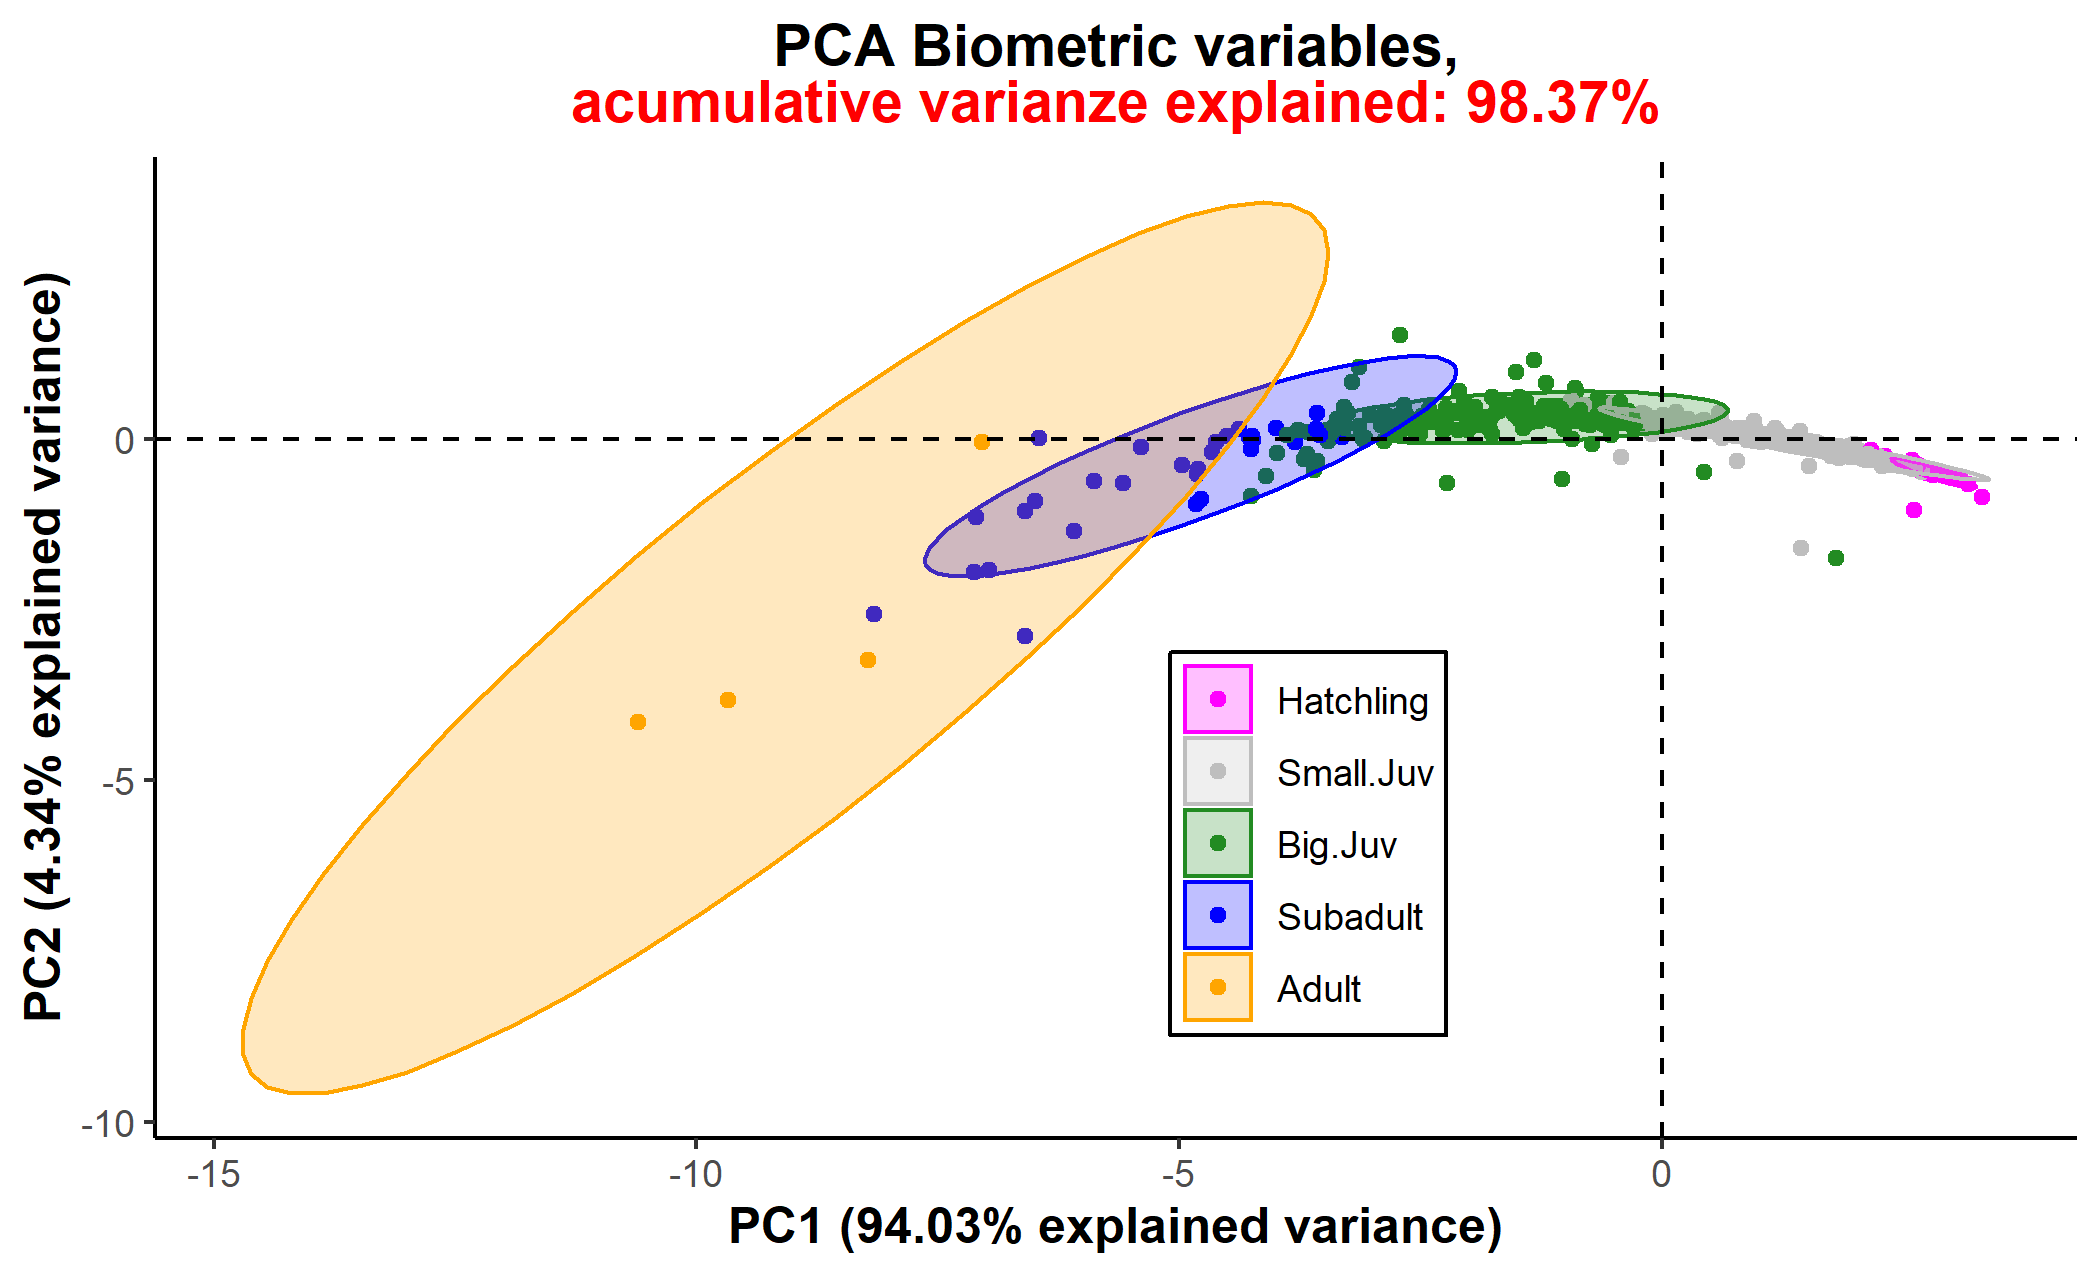 PCA Biometric variables,
acumulative varianze explained: 98.37%
PC2 (4.34% explained variance)
0
-5
-10
Hatchling
Small.Juv
Big.Juv
Subadult
Adult
-15
-10
-5
0
PC1 (94.03% explained variance)